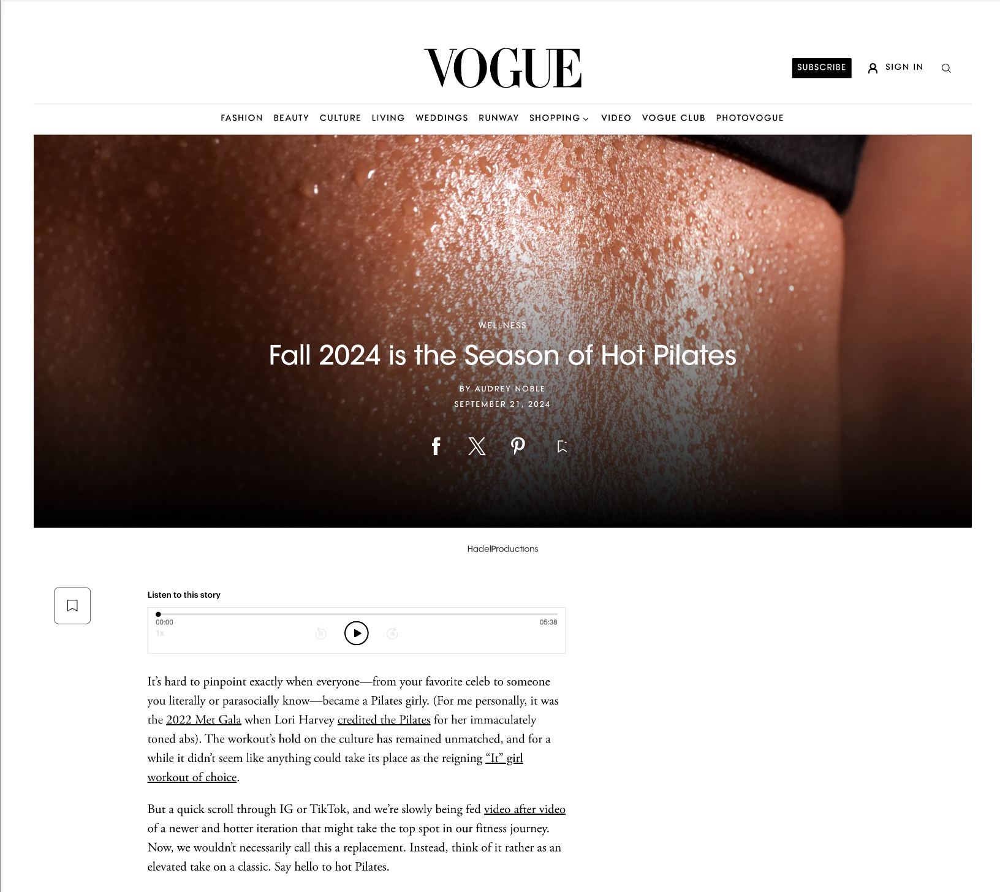 VOGUE
SUBSCRIBE
SIGN IN
FASHION BEAUTY CULTURE LIVING WEDDINGS RUNWAY SHOPPING VIDEO VOGUE CLUB PHOTOVOGUE
WELLNESS
Fall 2024 is the Season of Hot Pilates
BY AUDREY NOBLE
SEPTEMBER 21, 2024
HadelProductions
Listen to this story
00:00 05:38
1x 15 15
It’s hard to pinpoint exactly when everyone—from your favorite celeb to someone
you literally or parasocially know—became a Pilates girly. (For me personally, it was
the 2022 Met Gala when Lori Harvey credited the Pilates for her immaculately
toned abs). The workout’s hold on the culture has remained unmatched, and for a
while it didn’t seem like anything could take its place as the reigning “It” girl
workout of choice.
But a quick scroll through IG or TikTok, and we’re slowly being fed video after video
of a newer and hotter iteration that might take the top spot in our fitness journey.
Now, we wouldn’t necessarily call this a replacement. Instead, think of it rather as an
elevated take on a classic. Say hello to hot Pilates.